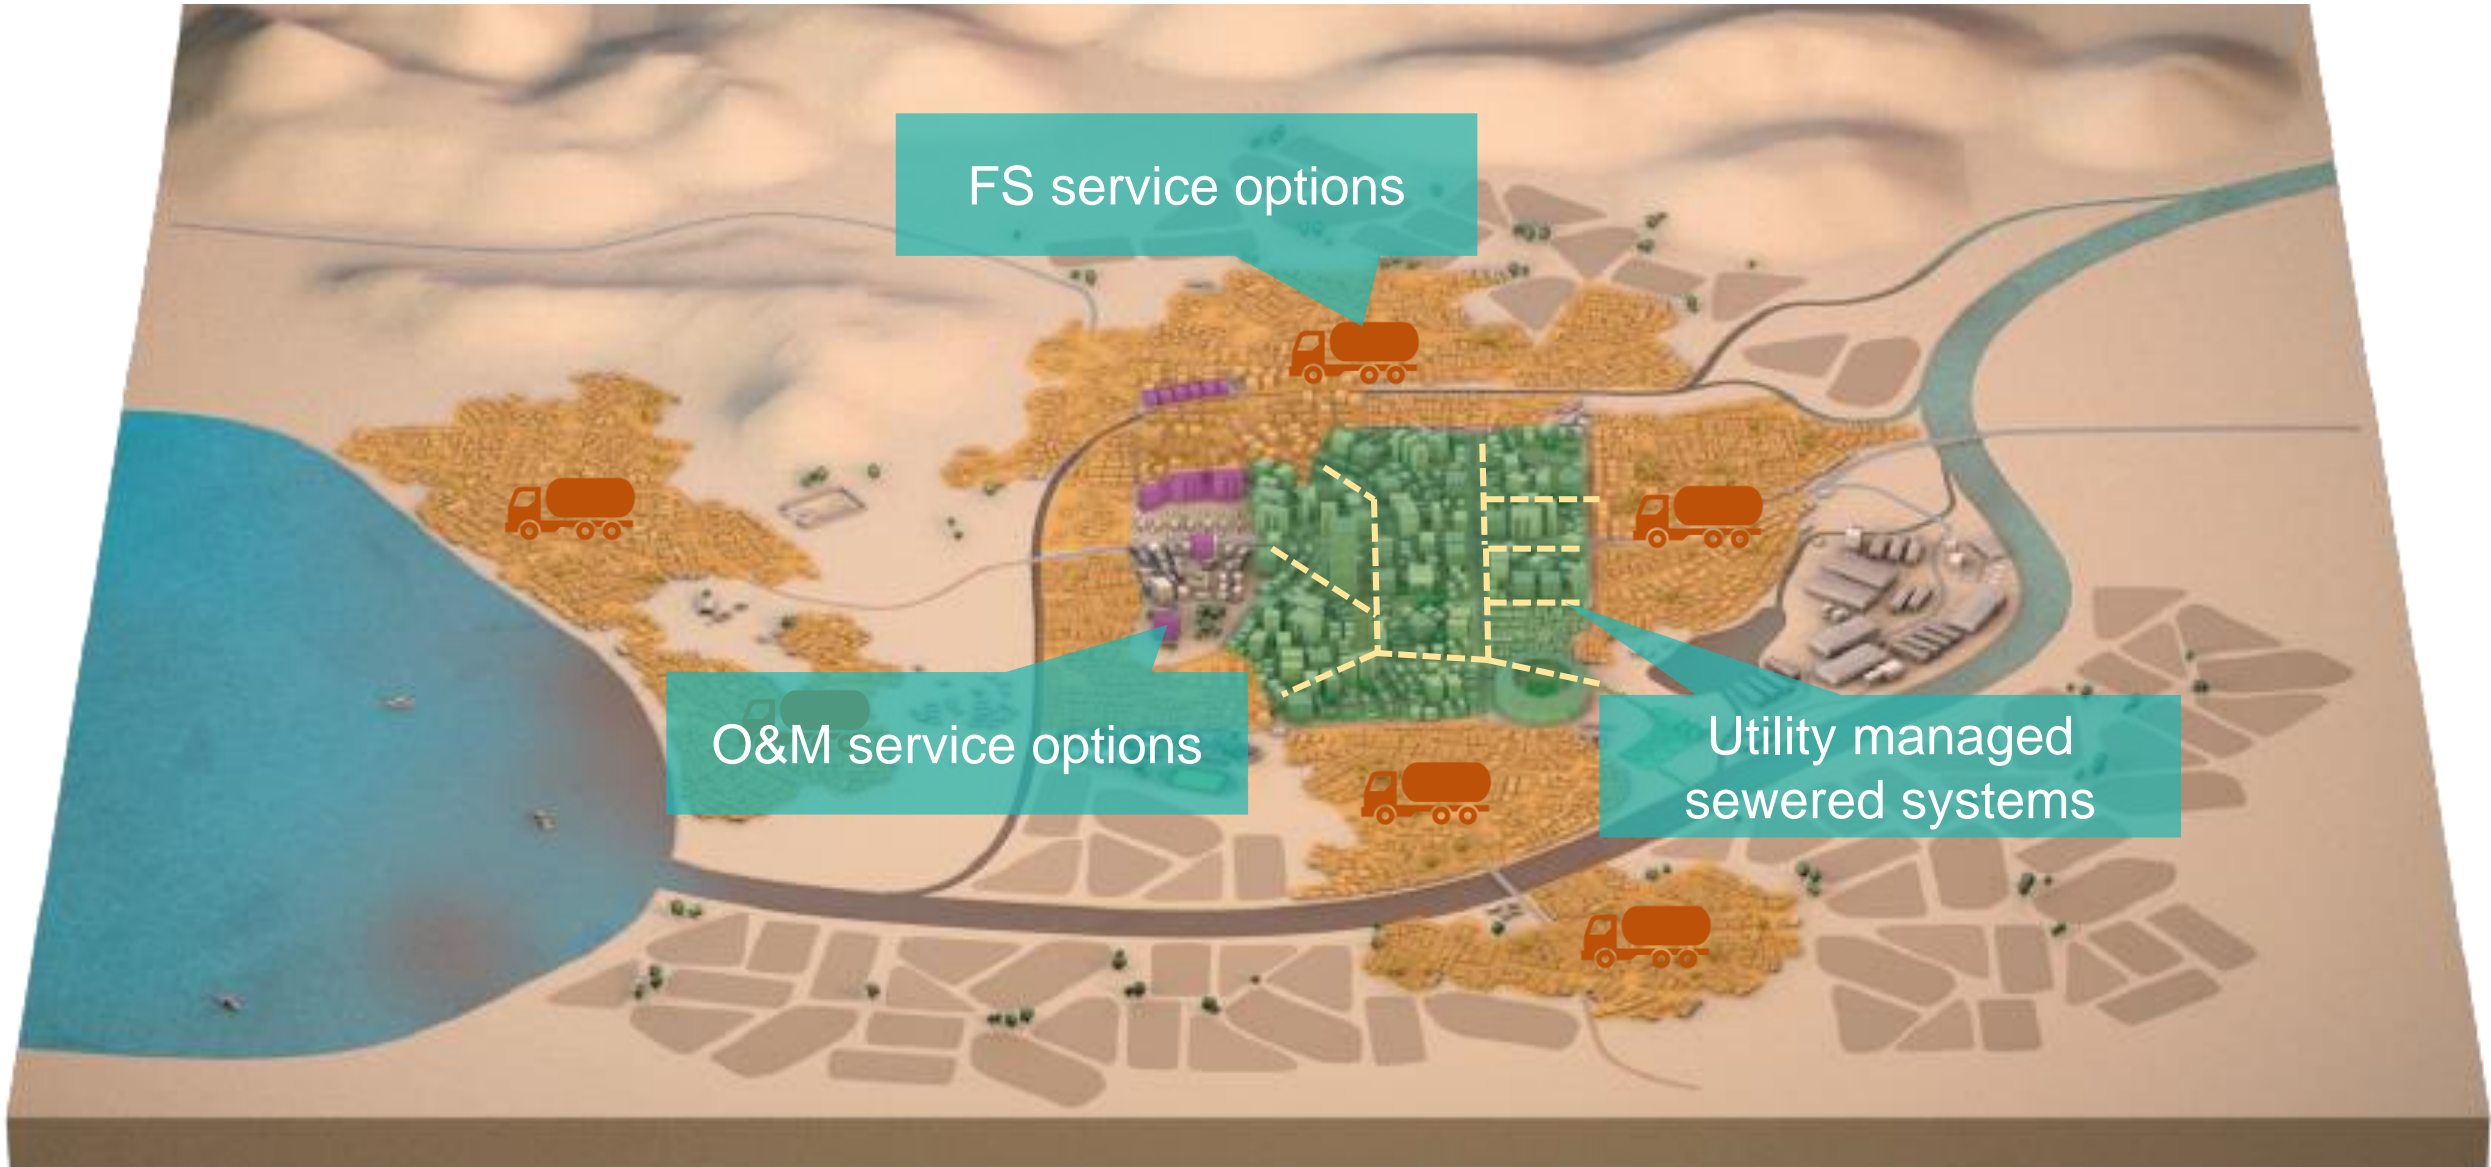 FS service options
O&M service options
Utility managed
sewered systems